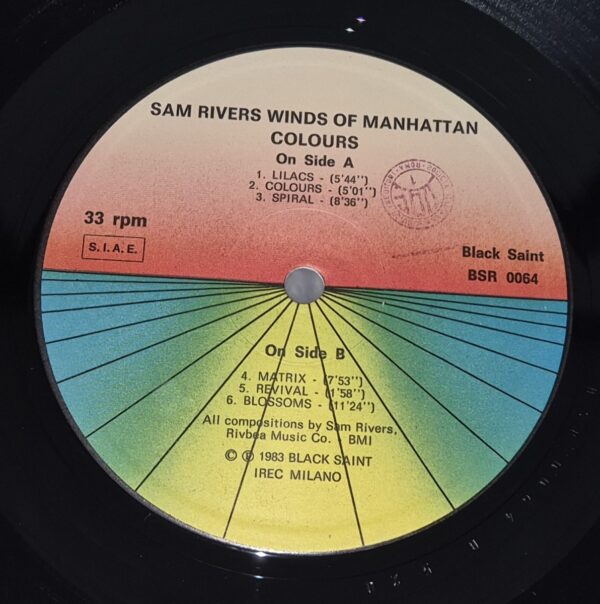 SAM RIVERS WINDS OF MANHATTAN
COLOURS
On Side A
1. LILACS - (5'44'')
2. COLOURS - (5'01'')
3. SPIRAL - (8'36'')
33 rpm
S.I.A.E.
Black Saint
BSR 0064
On Side B
4. MATRIX - (7'53'')
5. REVIVAL - (1'58'')
6. BLOSSOMS - (11'24'')
All compositions by Sam Rivers,
Rivbea Music Co. BMI
© ℗ 1983 BLACK SAINT
IREC MILANO